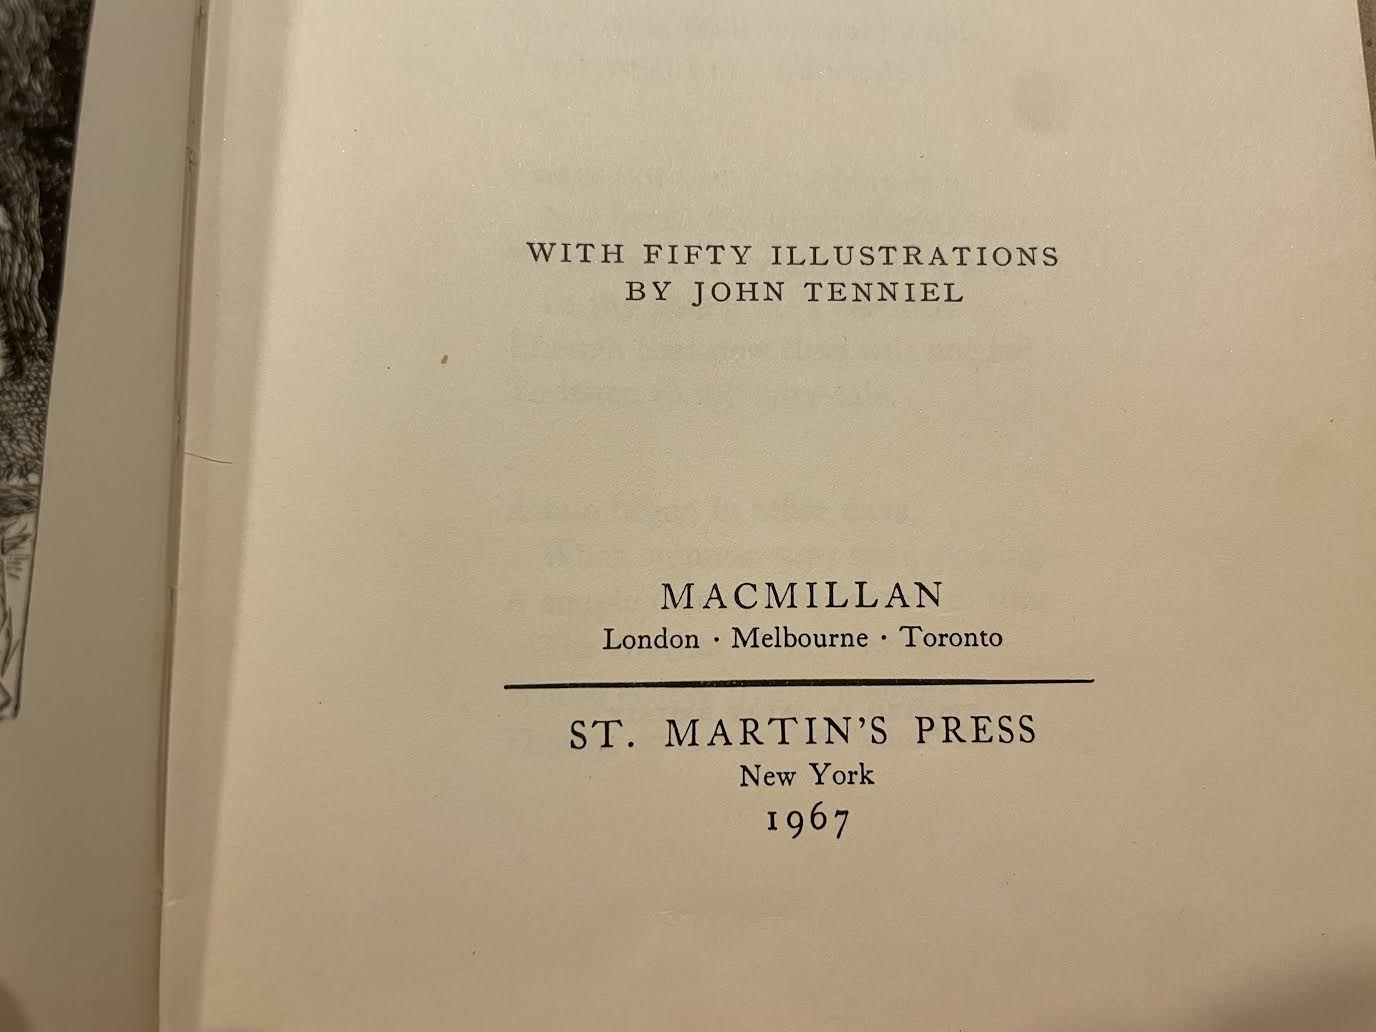 WITH FIFTY ILLUSTRATIONS
BY JOHN TENNIEL
MACMILLAN
London · Melbourne · Toronto
ST. MARTIN'S PRESS
New York
1967